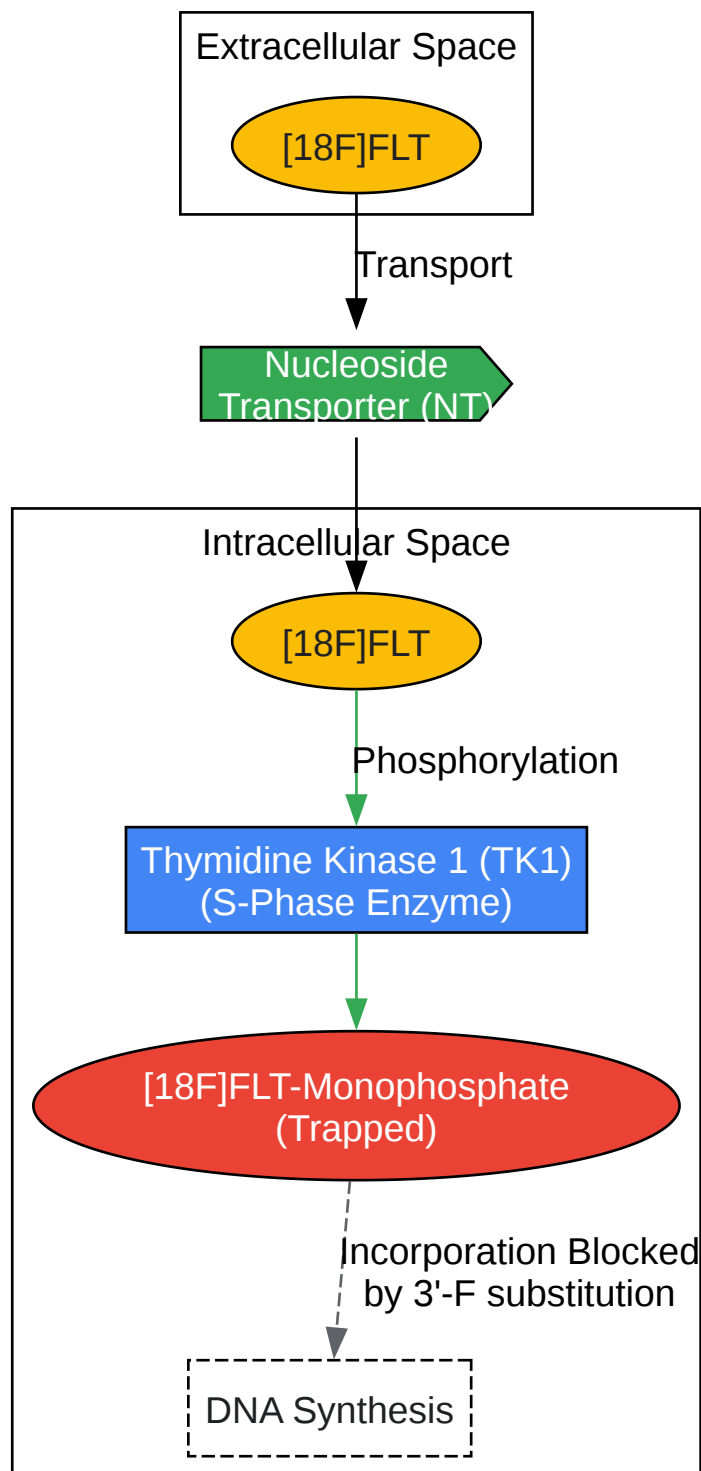 Extracellular Space
[18F]FLT
Transport
Nucleoside
Transporter (NT)
Intracellular Space
[18F]FLT
Phosphorylation
Thymidine Kinase 1 (TK1)
(S-Phase Enzyme)
[18F]FLT-Monophosphate
(Trapped)
Incorporation Blocked
by 3'-F substitution
DNA Synthesis